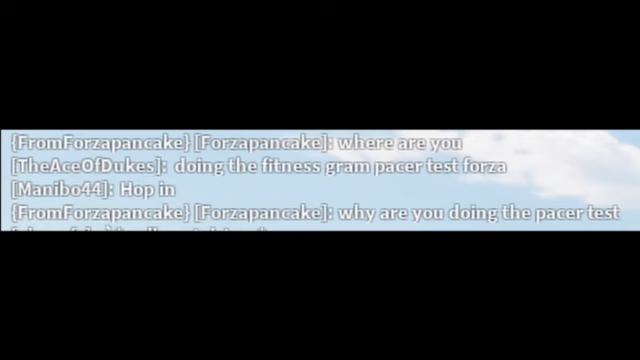 {FromForzapancake} [Forzapancake]: where are you
[TheAceOfDukes]: doing the fitness gram pacer test forza
[Manibo44]: Hop in
{FromForzapancake} [Forzapancake]: why are you doing the pacer test